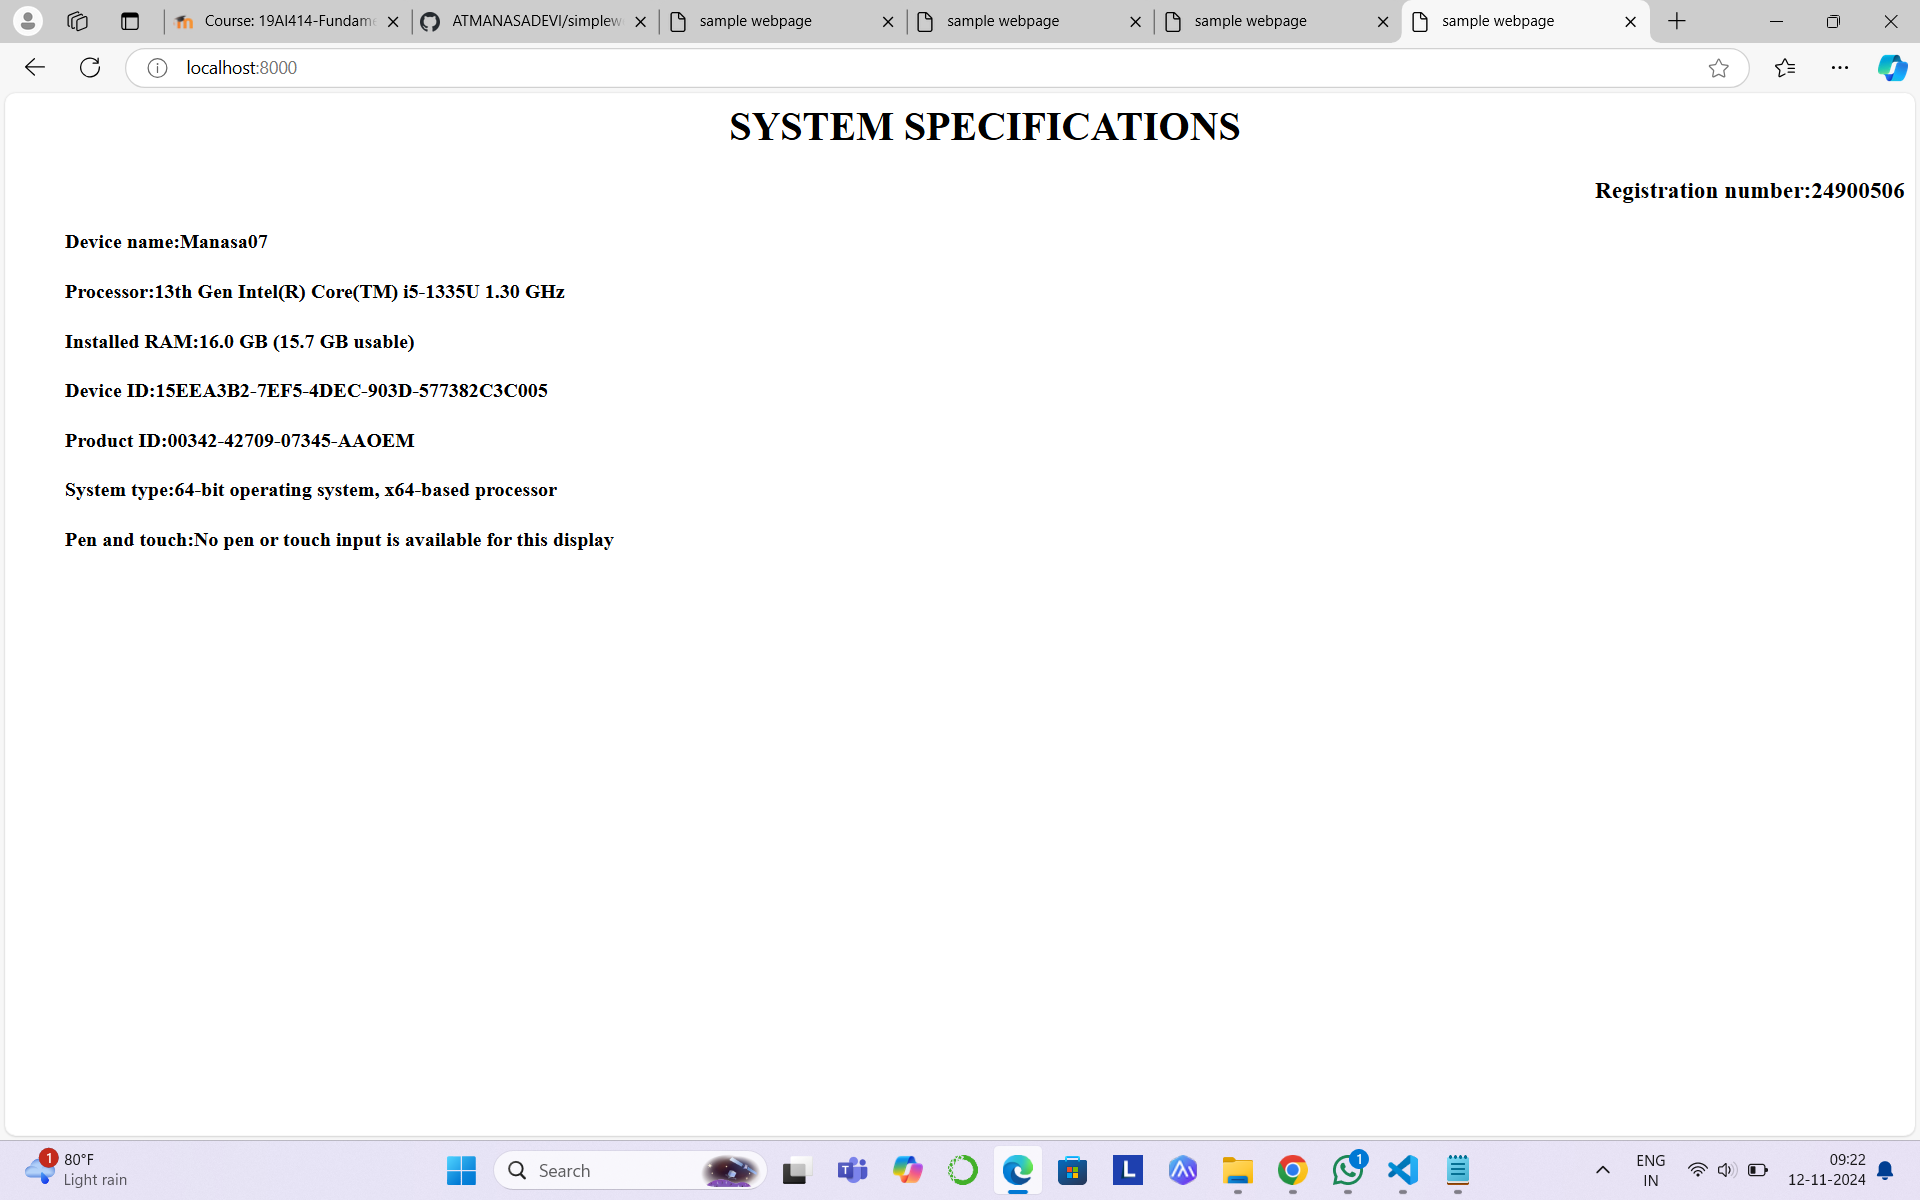 Course: 19AI414-Fundame
ATMANASADEVI/simplew
sample webpage
sample webpage
sample webpage
sample webpage
localhost:8000
SYSTEM SPECIFICATIONS
Registration number:24900506
Device name:Manasa07
Processor:13th Gen Intel(R) Core(TM) i5-1335U 1.30 GHz
Installed RAM:16.0 GB (15.7 GB usable)
Device ID:15EEA3B2-7EF5-4DEC-903D-577382C3C005
Product ID:00342-42709-07345-AAOEM
System type:64-bit operating system, x64-based processor
Pen and touch:No pen or touch input is available for this display
1
80°F
Light rain
Search
L
1
ENG
IN
09:22
12-11-2024